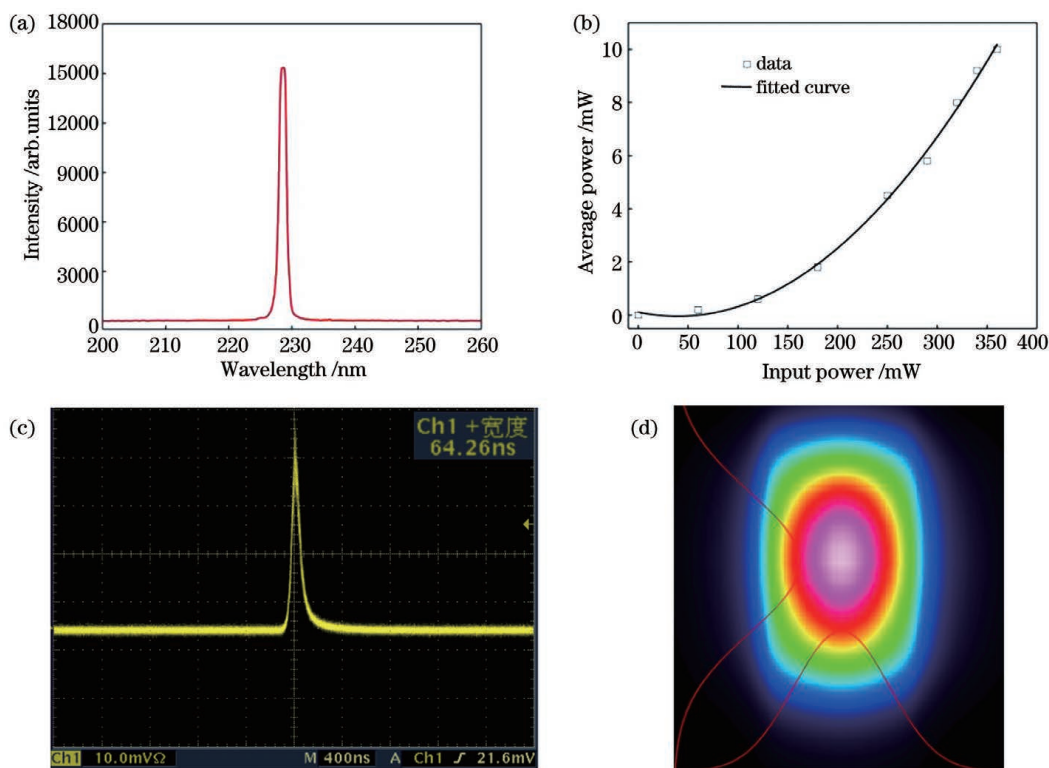 (a)
18000
15000
12000
9000
6000
3000
0
Intensity /arb.units
200 210 220 230 240 250 260
Wavelength /nm
(b)
10
8
6
4
2
0
Average power /mW
data
fitted curve
0 50 100 150 200 250 300 350 400
Input power /mW
(c)
Ch1 +宽度
64.26ns
Ch1 10.0mVΩ M 400ns A Ch1 ∫ 21.6mV
(d)